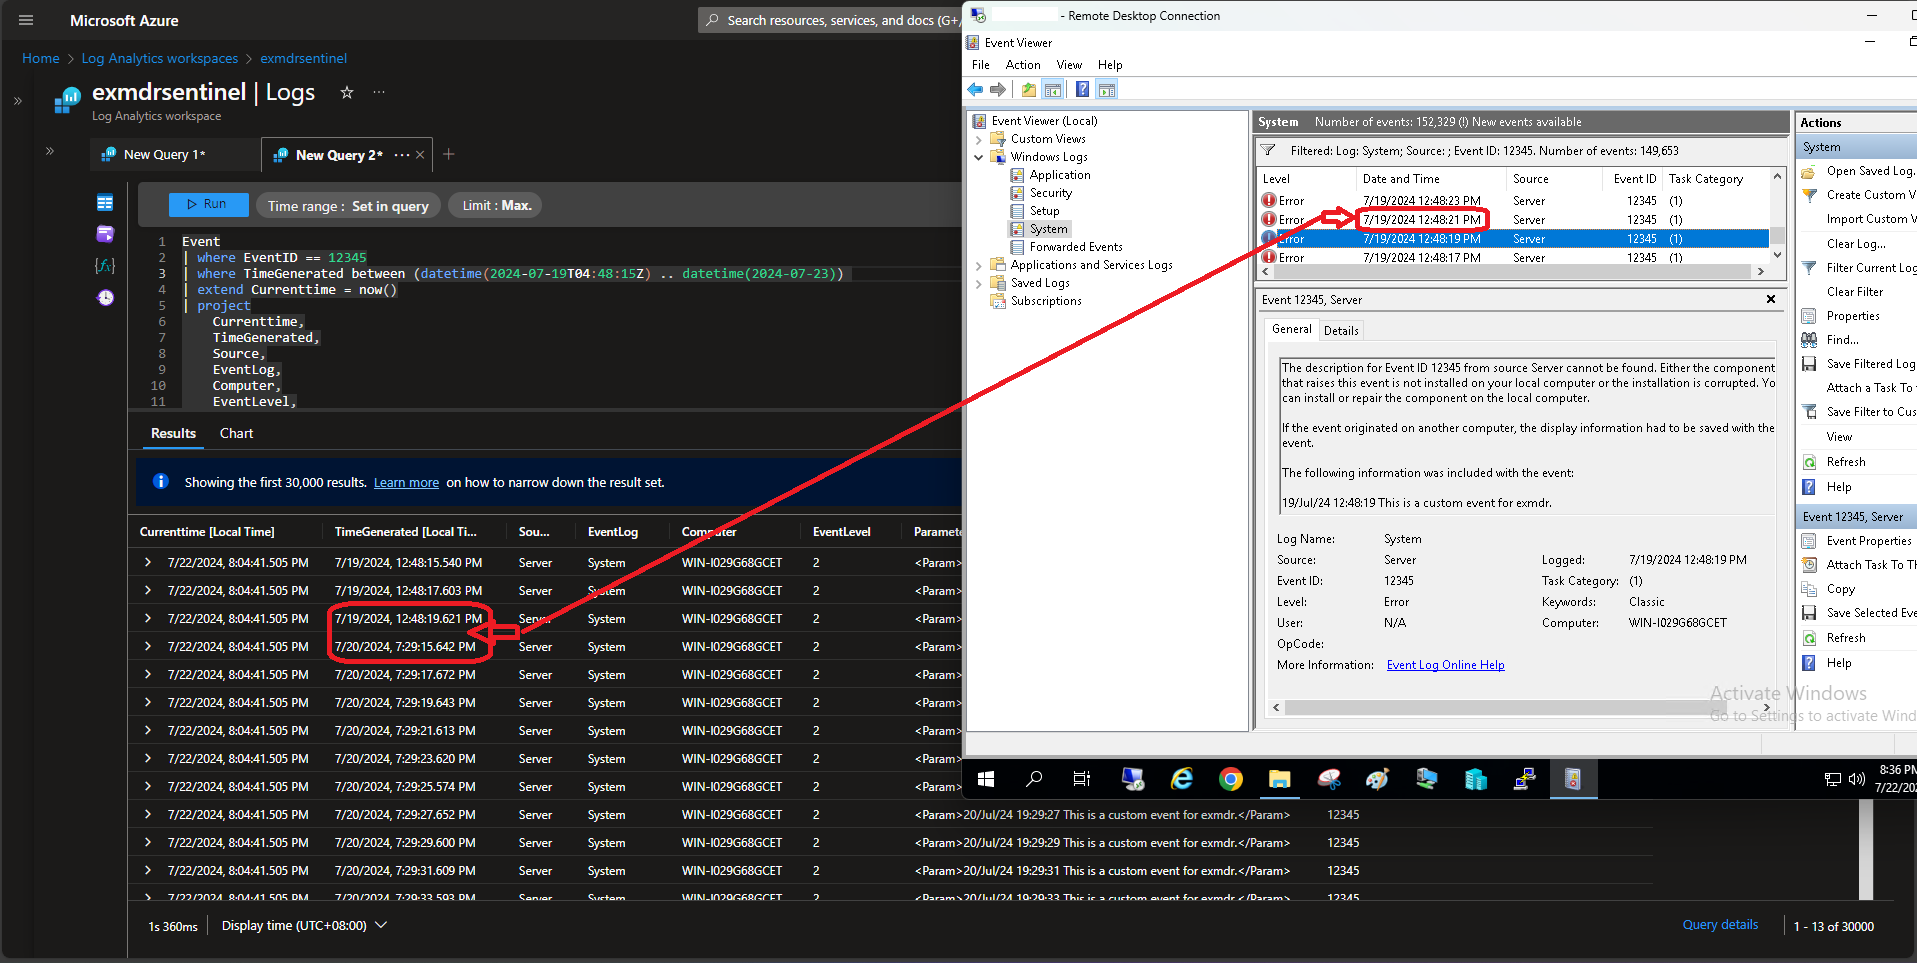 Microsoft Azure
Search resources, services, and docs (G+/
Home > Log Analytics workspaces > exmdrsentinel
exmdrsentinel | Logs
Log Analytics workspace
New Query 1*
New Query 2*
Run
Time range : Set in query
Limit : Max.
1 Event
2 | where EventID == 12345
3 | where TimeGenerated between (datetime(2024-07-19T04:48:15Z) .. datetime(2024-07-23))
4 | extend Currenttime = now()
5 | project
6 Currenttime,
7 TimeGenerated,
8 Source,
9 EventLog,
10 Computer,
11 EventLevel,
Results Chart
Showing the first 30,000 results. Learn more on how to narrow down the result set.
Currenttime [Local Time] TimeGenerated [Local Ti... Sou... EventLog Computer EventLevel Parame
7/22/2024, 8:04:41.505 PM 7/19/2024, 12:48:15.540 PM Server System WIN-I029G68GCET 2 <Param>
7/22/2024, 8:04:41.505 PM 7/19/2024, 12:48:17.603 PM Server System WIN-I029G68GCET 2 <Param>
7/22/2024, 8:04:41.505 PM 7/19/2024, 12:48:19.621 PM Server System WIN-I029G68GCET 2 <Param>
7/22/2024, 8:04:41.505 PM 7/20/2024, 7:29:15.642 PM Server System WIN-I029G68GCET 2 <Param>
7/22/2024, 8:04:41.505 PM 7/20/2024, 7:29:17.672 PM Server System WIN-I029G68GCET 2 <Param>
7/22/2024, 8:04:41.505 PM 7/20/2024, 7:29:19.643 PM Server System WIN-I029G68GCET 2 <Param>
7/22/2024, 8:04:41.505 PM 7/20/2024, 7:29:21.613 PM Server System WIN-I029G68GCET 2 <Param>
7/22/2024, 8:04:41.505 PM 7/20/2024, 7:29:23.620 PM Server System WIN-I029G68GCET 2 <Param>
7/22/2024, 8:04:41.505 PM 7/20/2024, 7:29:25.574 PM Server System WIN-I029G68GCET 2 <Param>
7/22/2024, 8:04:41.505 PM 7/20/2024, 7:29:27.652 PM Server System WIN-I029G68GCET 2 <Param>20/Jul/24 19:29:27 This is a custom event for exmdr.</Param> 12345
7/22/2024, 8:04:41.505 PM 7/20/2024, 7:29:29.600 PM Server System WIN-I029G68GCET 2 <Param>20/Jul/24 19:29:29 This is a custom event for exmdr.</Param> 12345
7/22/2024, 8:04:41.505 PM 7/20/2024, 7:29:31.609 PM Server System WIN-I029G68GCET 2 <Param>20/Jul/24 19:29:31 This is a custom event for exmdr.</Param> 12345
7/22/2024, 8:04:41.505 PM 7/20/2024, 7:29:33.593 PM Server System WIN-I029G68GCET 2 <Param>20/Jul/24 19:29:33 This is a custom event for exmdr.</Param> 12345
1s 360ms Display time (UTC+08:00)
Query details 1 - 13 of 30000
- Remote Desktop Connection
Event Viewer
File Action View Help
Event Viewer (Local)
Custom Views
Windows Logs
Application
Security
Setup
System
Forwarded Events
Applications and Services Logs
Saved Logs
Subscriptions
System Number of events: 152,329 (!) New events available
Filtered: Log: System; Source: ; Event ID: 12345. Number of events: 149,653
Level Date and Time Source Event ID Task Category
Error 7/19/2024 12:48:23 PM Server 12345 (1)
Error 7/19/2024 12:48:21 PM Server 12345 (1)
Error 7/19/2024 12:48:19 PM Server 12345 (1)
Error 7/19/2024 12:48:17 PM Server 12345 (1)
Event 12345, Server
General Details
The description for Event ID 12345 from source Server cannot be found. Either the component
that raises this event is not installed on your local computer or the installation is corrupted. Yo
can install or repair the component on the local computer.
If the event originated on another computer, the display information had to be saved with the
event.
The following information was included with the event:
19/Jul/24 12:48:19 This is a custom event for exmdr.
Log Name: System
Source: Server Logged: 7/19/2024 12:48:19 PM
Event ID: 12345 Task Category: (1)
Level: Error Keywords: Classic
User: N/A Computer: WIN-I029G68GCET
OpCode:
More Information: Event Log Online Help
Actions
System
Open Saved Log.
Create Custom V
Import Custom V
Clear Log...
Filter Current Log
Clear Filter
Properties
Find...
Save Filtered Log
Attach a Task To
Save Filter to Cus
View
Refresh
Help
Event 12345, Server
Event Properties
Attach Task To Th
Copy
Save Selected Eve
Refresh
Help
Activate Windows
Go to Settings to activate Wind
8:36 PM
7/22/202